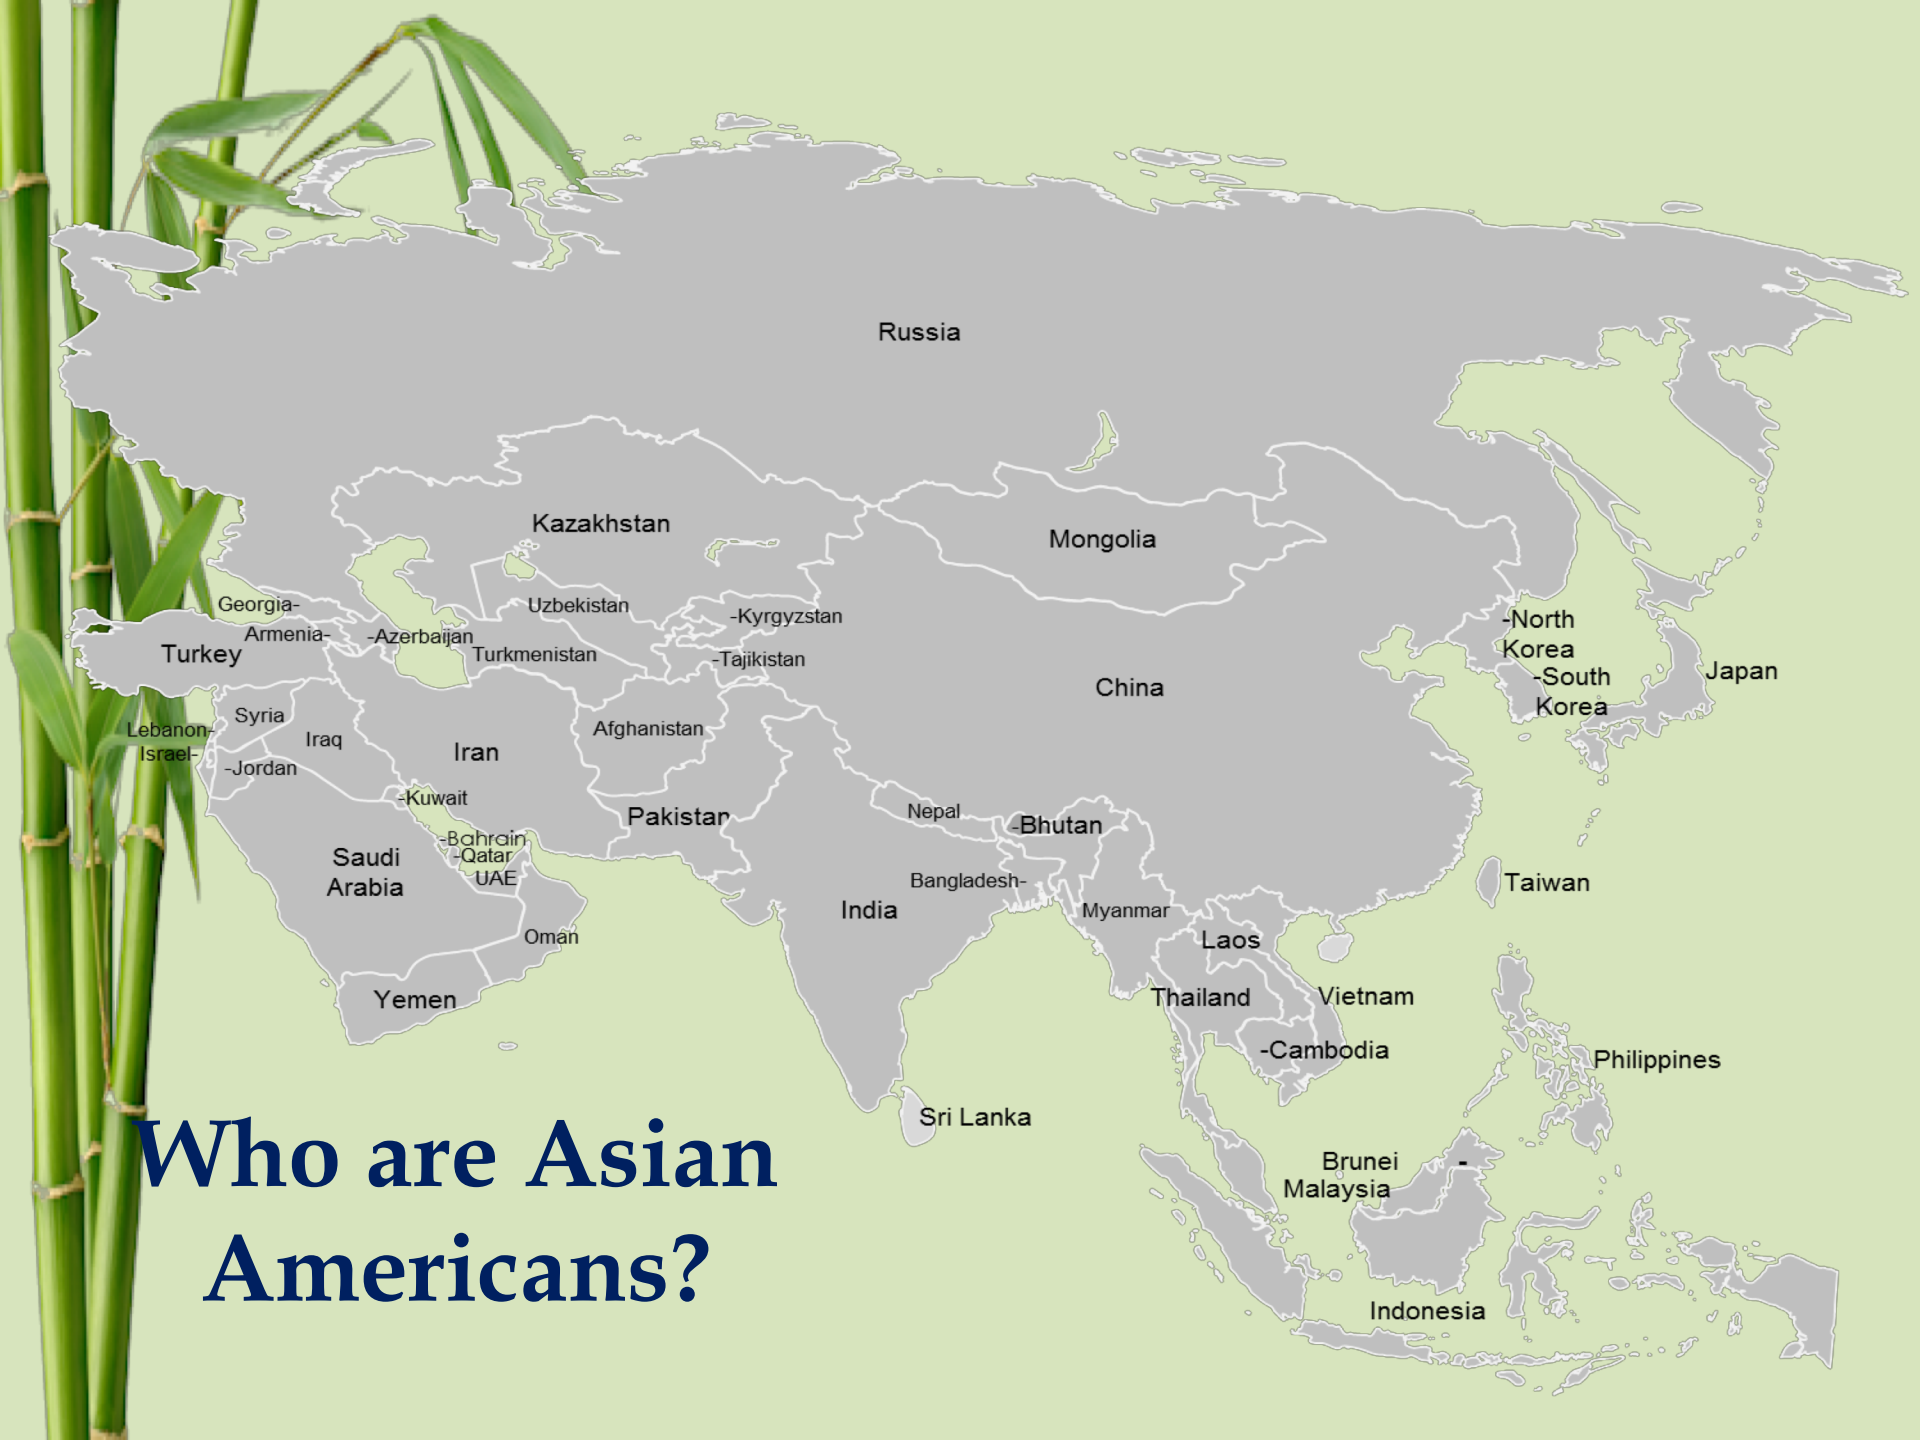 Russia
Kazakhstan
Mongolia
Georgia-
Uzbekistan
-Kyrgyzstan
-North
Korea
Armenia-
-Azerbaijan
Turkey
Turkmenistan
-Tajikistan
China
-South
Korea
Japan
Syria
Lebanon-
Israel-
Iraq
-Jordan
Iran
Afghanistan
-Kuwait
Pakistan
Nepal
-Bhutan
-Bahrain
-Qatar
UAE
Saudi
Arabia
Bangladesh-
India
Myanmar
Taiwan
Oman
Laos
Yemen
Thailand
Vietnam
-Cambodia
Philippines
Sri Lanka
Brunei -
Malaysia
Indonesia
Who are Asian
Americans?